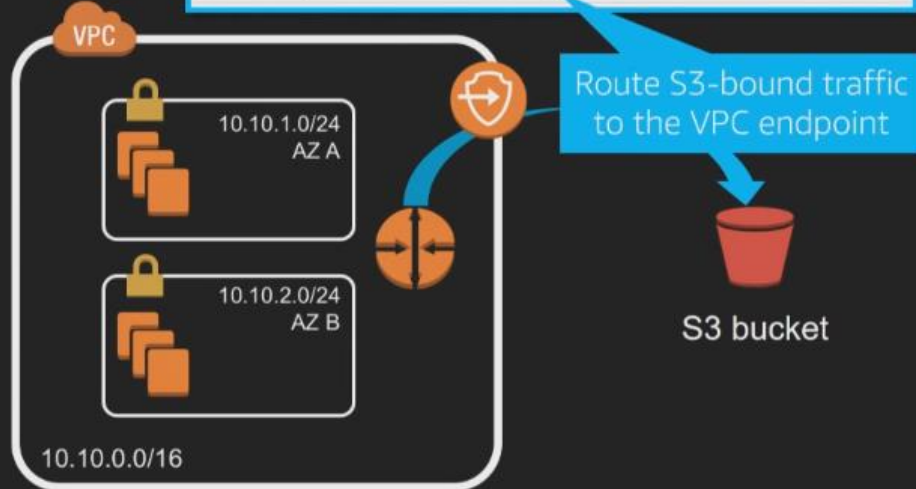 VPC
10.10.1.0/24
AZ A
Route S3-bound traffic
to the VPC endpoint
10.10.2.0/24
AZ B
S3 bucket
10.10.0.0/16